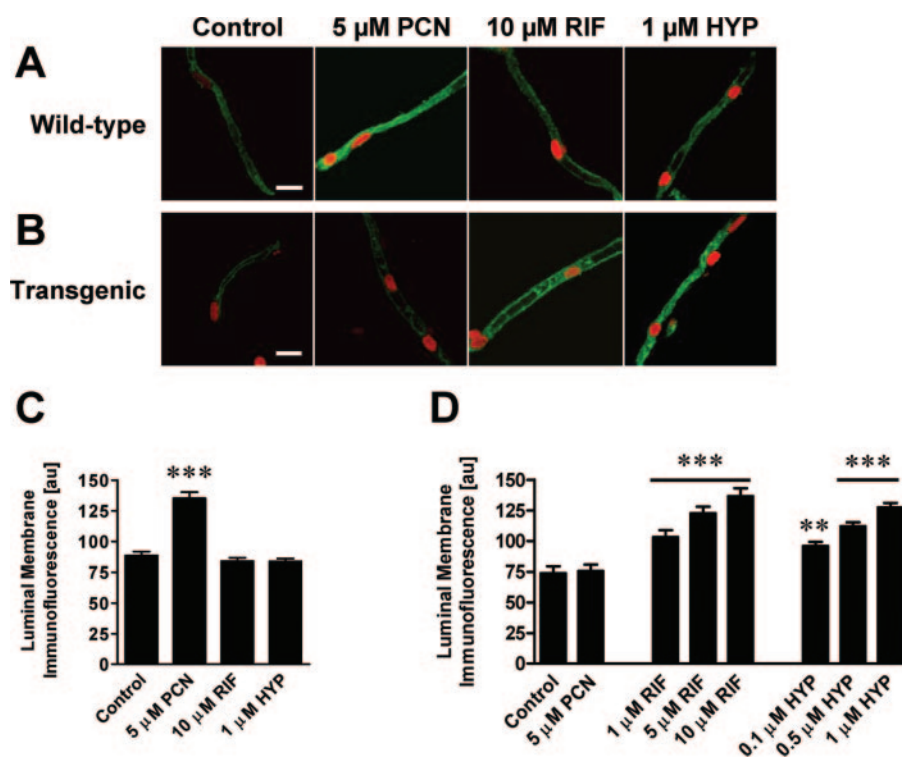 Control 5 µM PCN 10 µM RIF 1 µM HYP
A
Wild-type
B
Transgenic
C
D
Luminal Membrane
Immunofluorescence [au]
150
125
100
75
50
25
0
***
Control
5 µM PCN
10 µM RIF
1 µM HYP
Luminal Membrane
Immunofluorescence [au]
150
125
100
75
50
25
0
***
**
***
Control
5 µM PCN
1 µM RIF
5 µM RIF
10 µM RIF
0.1 µM HYP
0.5 µM HYP
1 µM HYP